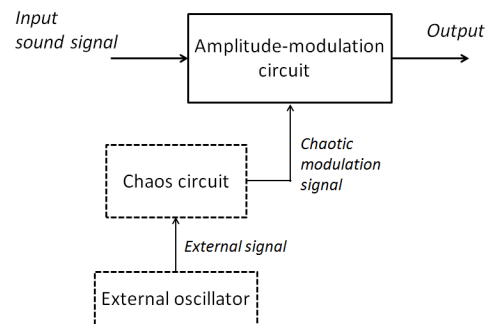 Input
sound signal
Amplitude-modulation
circuit
Output
Chaotic
modulation
signal
Chaos circuit
External signal
External oscillator